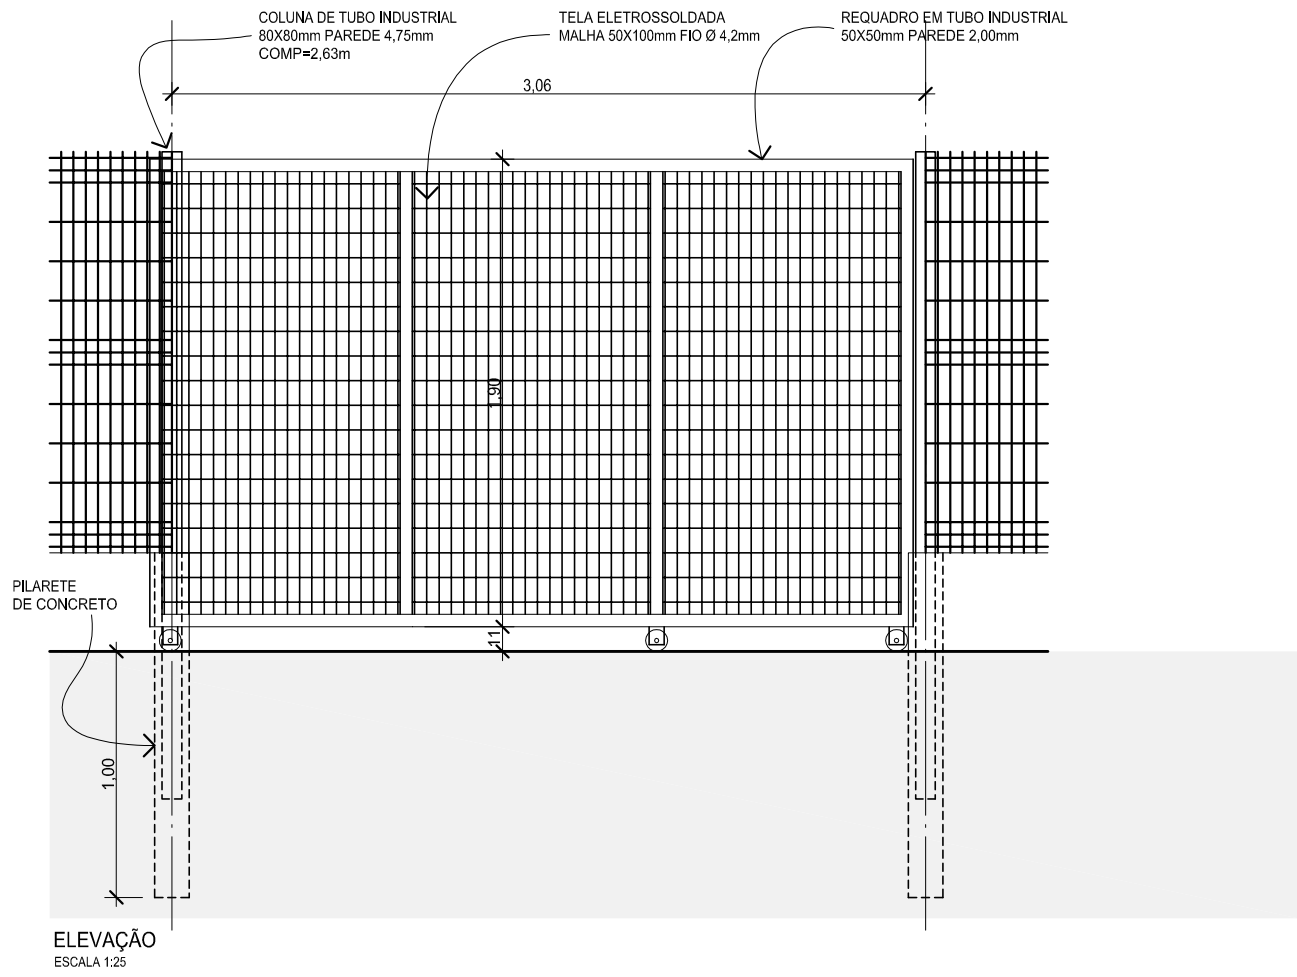 COLUNA DE TUBO INDUSTRIAL
80X80mm PAREDE 4,75mm
COMP=2,63m
TELA ELETROSSOLDADA
MALHA 50X100mm FIO Ø 4,2mm
REQUADRO EM TUBO INDUSTRIAL
50X50mm PAREDE 2,00mm
3,06
1,90
PILARETE
DE CONCRETO
11
1,00
ELEVAÇÃO
ESCALA 1:25